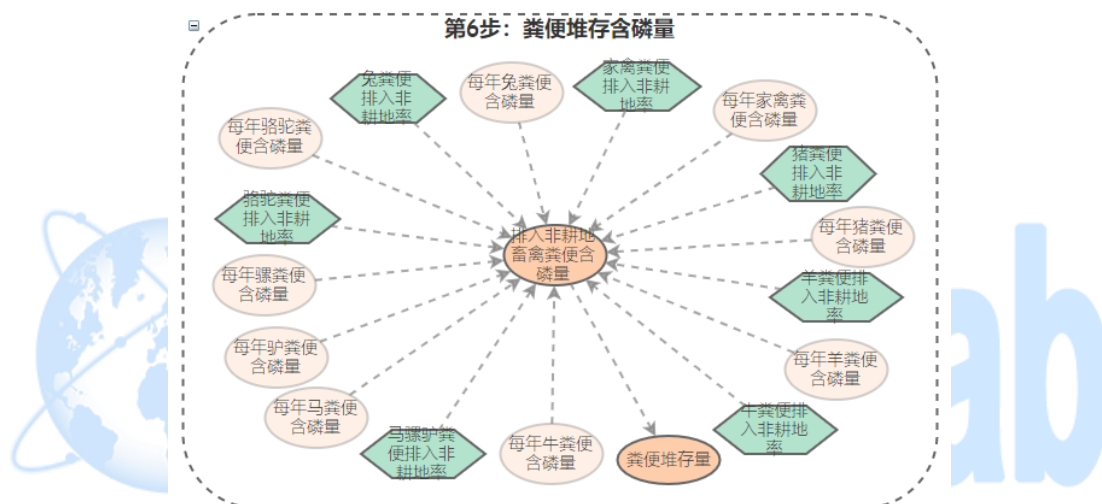 第6步：粪便堆存含磷量
兔粪便
排入非
耕地率
每年兔粪便
含磷量
家禽粪便
排入非
耕地率
每年家禽粪
便含磷量
每年骆驼粪
便含磷量
猪粪便
排入非
耕地率
骆驼粪便
排入非耕
地率
排入非耕地
畜禽粪便含
磷量
每年猪粪便
含磷量
每年骡粪便
含磷量
羊粪便排
入非耕地
率
每年驴粪便
含磷量
每年羊粪便
含磷量
每年马粪便
含磷量
马骡驴粪
便排入非
耕地率
每年牛粪便
含磷量
粪便堆存量
牛粪便排
入非耕地
率
ab